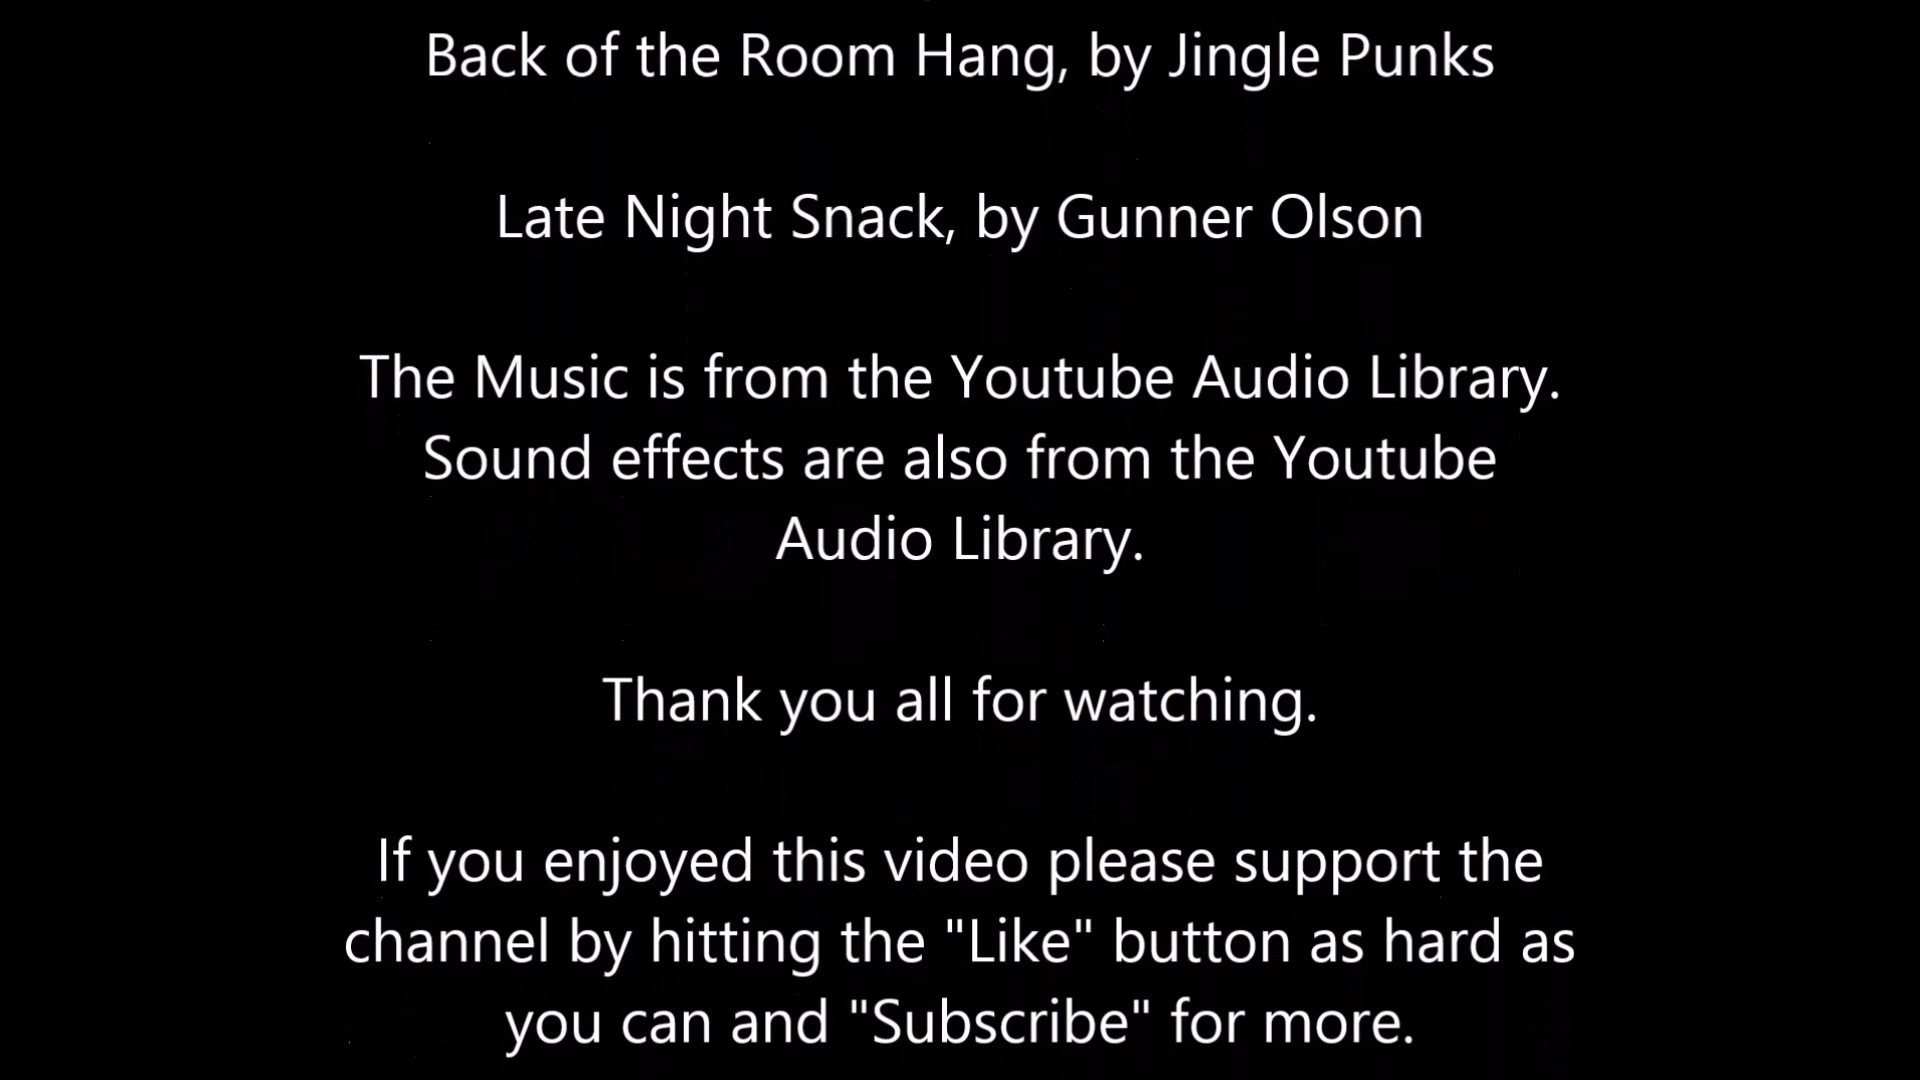 Back of the Room Hang, by Jingle Punks
Late Night Snack, by Gunner Olson
The Music is from the Youtube Audio Library.
Sound effects are also from the Youtube
Audio Library.
Thank you all for watching.
If you enjoyed this video please support the
channel by hitting the "Like" button as hard as
you can and "Subscribe" for more.